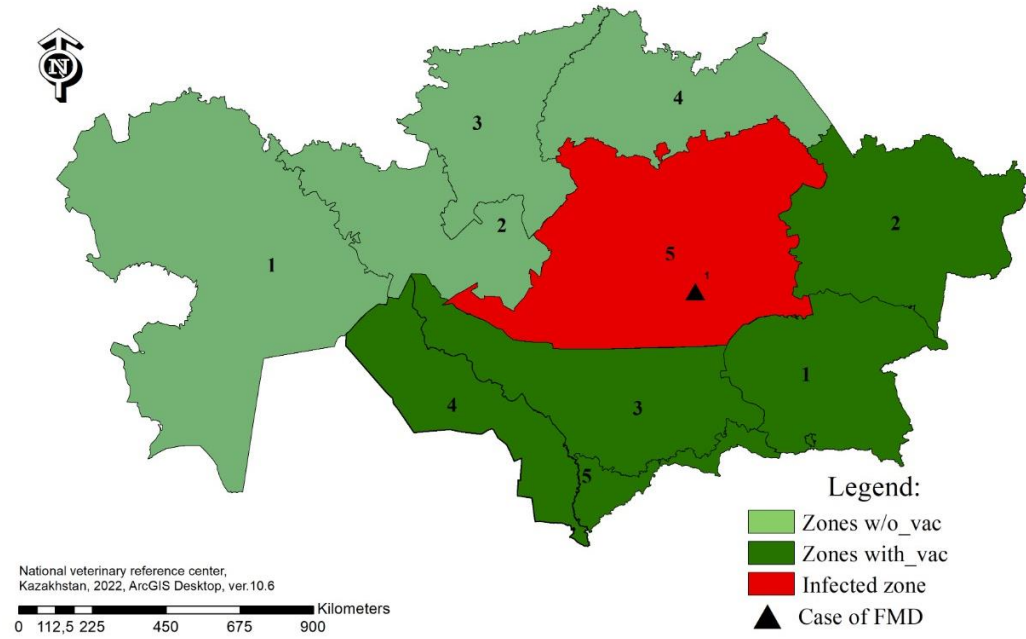 N
3
4
2
2
1
5
1
1
4
3
5
Legend:
Zones w/o_vac
Zones with_vac
Infected zone
Case of FMD
National veterinary reference center,
Kazakhstan, 2022, ArcGIS Desktop, ver.10.6
Kilometers
0 112,5 225 450 675 900